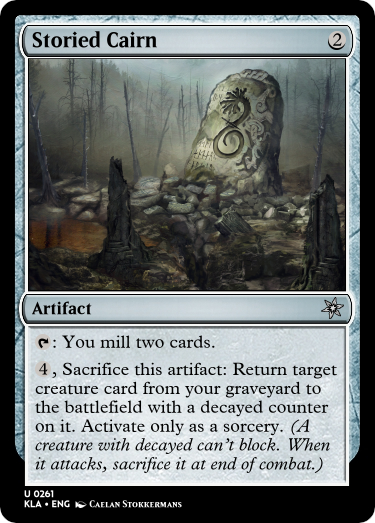 Storied Cairn 2
Artifact
: You mill two cards.
4, Sacrifice this artifact: Return target
creature card from your graveyard to
the battlefield with a decayed counter
on it. Activate only as a sorcery. (A
creature with decayed can't block. When
it attacks, sacrifice it at end of combat.)
U 0261
KLA • ENG CAELAN STOKKERMANS